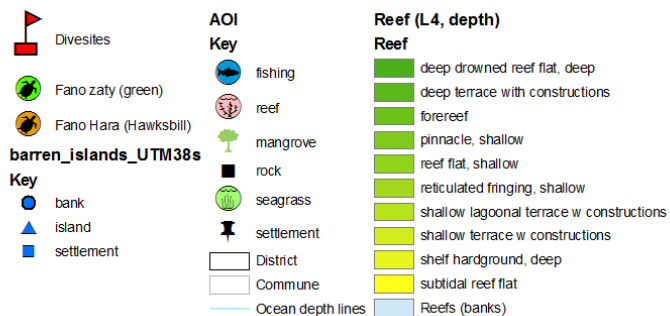 Divesites
Fano zaty (green)
Fano Hara (Hawksbill)
barren_islands_UTM38s
Key
bank
island
settlement
AOI
Key
fishing
reef
mangrove
rock
seagrass
settlement
District
Commune
Ocean depth lines
Reef (L4, depth)
Reef
deep drowned reef flat, deep
deep terrace with constructions
forereef
pinnacle, shallow
reef flat, shallow
reticulated fringing, shallow
shallow lagoonal terrace w constructions
shallow terrace w constructions
shelf hardground, deep
subtidal reef flat
Reefs (banks)